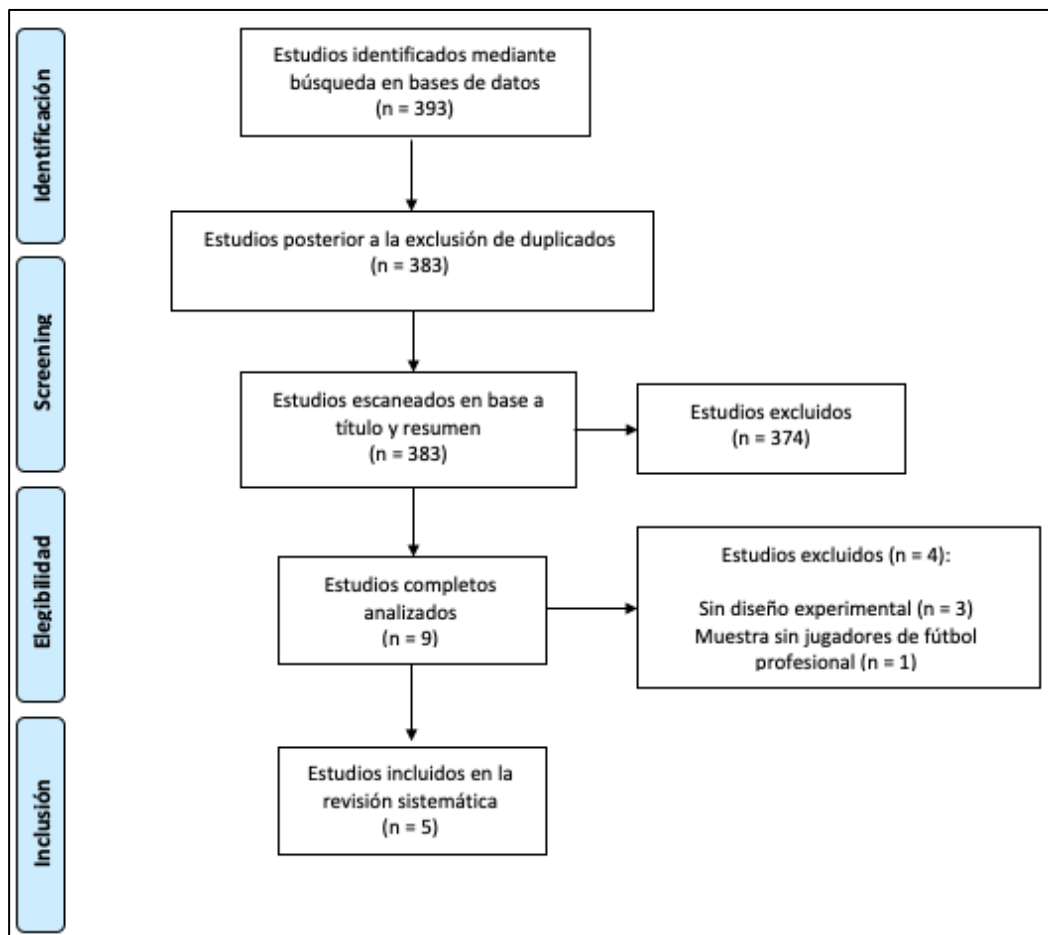 Identificación
Estudios identificados mediante
búsqueda en bases de datos
(n = 393)
Estudios posterior a la exclusión de duplicados
(n = 383)
Screening
Estudios escaneados en base a
título y resumen
(n = 383)
Estudios excluidos
(n = 374)
Elegibilidad
Estudios completos
analizados
(n = 9)
Estudios excluidos (n = 4):
Sin diseño experimental (n = 3)
Muestra sin jugadores de fútbol
profesional (n = 1)
Inclusión
Estudios incluidos en la
revisión sistemática
(n = 5)